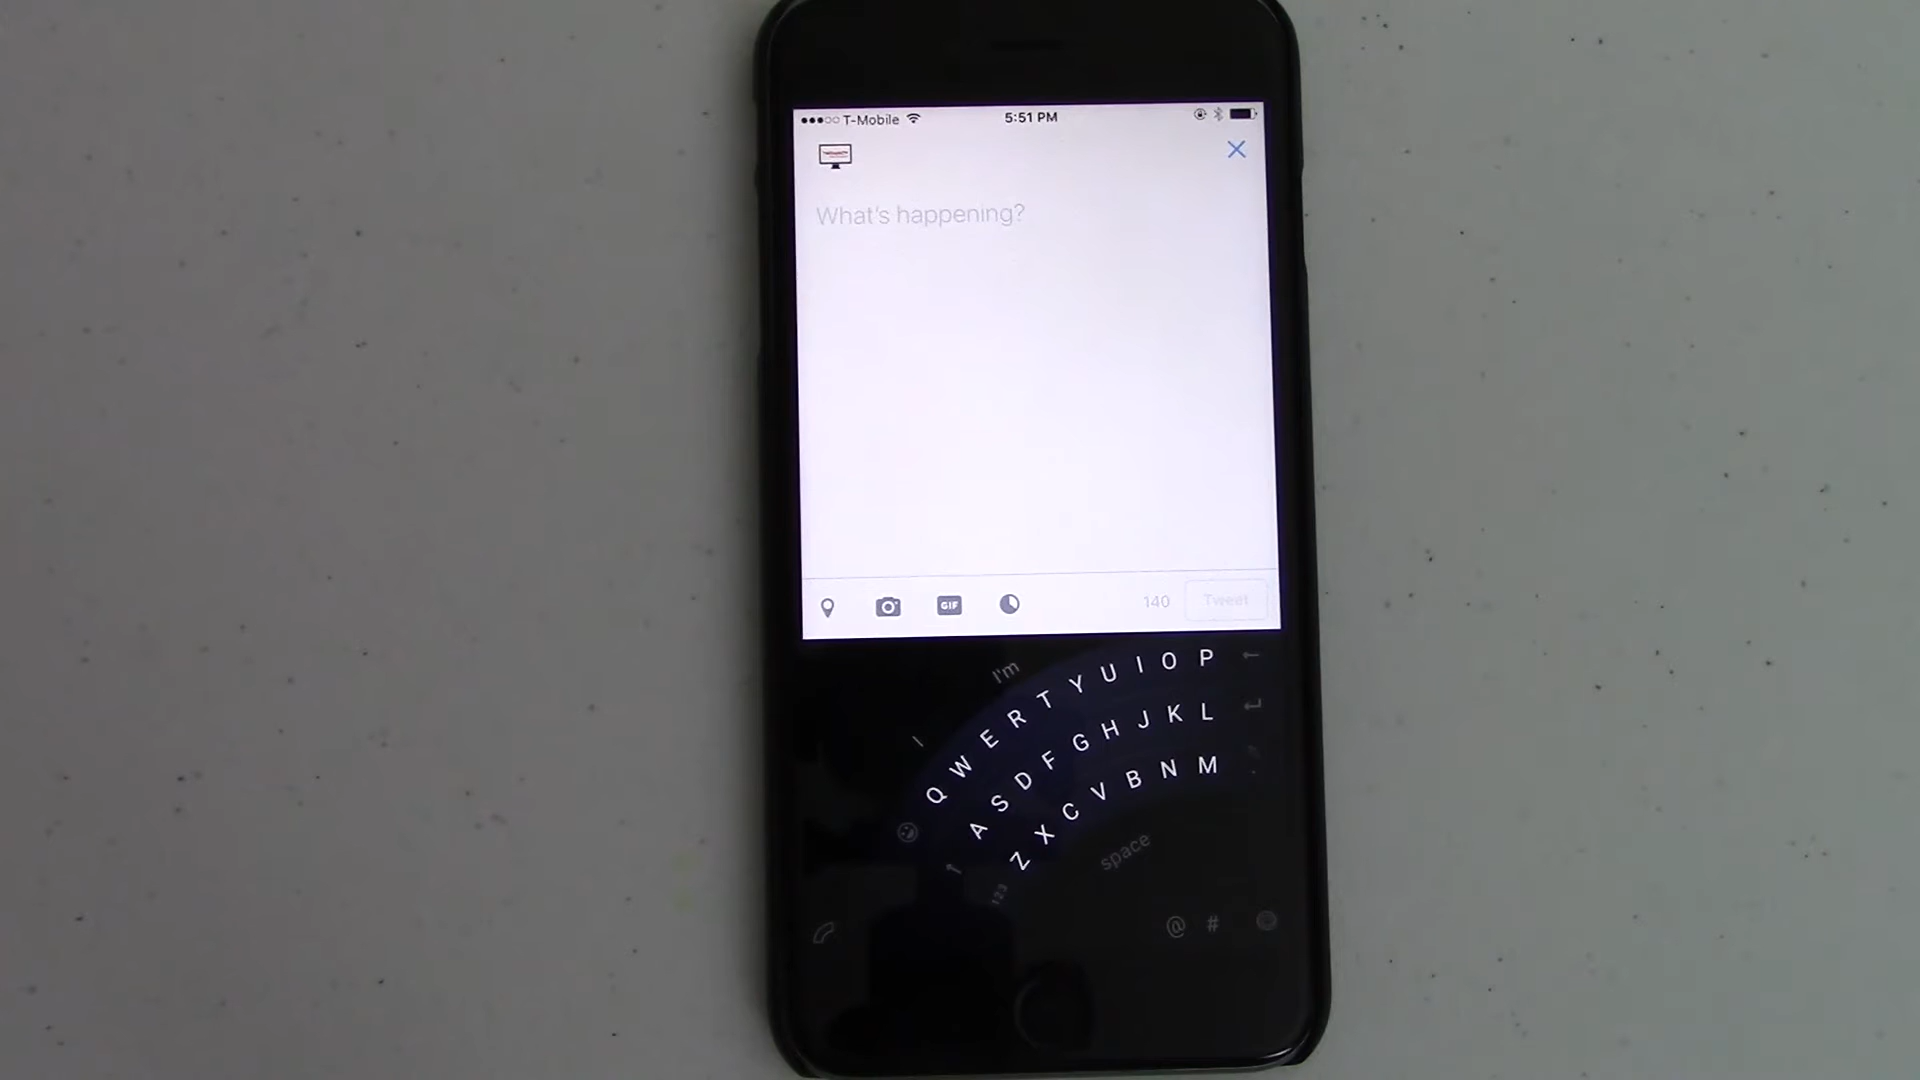 T-Mobile 5:51 PM
What's happening?
GIF 140 Tweet
I I'm
Q W E R T Y U I O P
A S D F G H J K L
Z X C V B N M
123 space
@ #